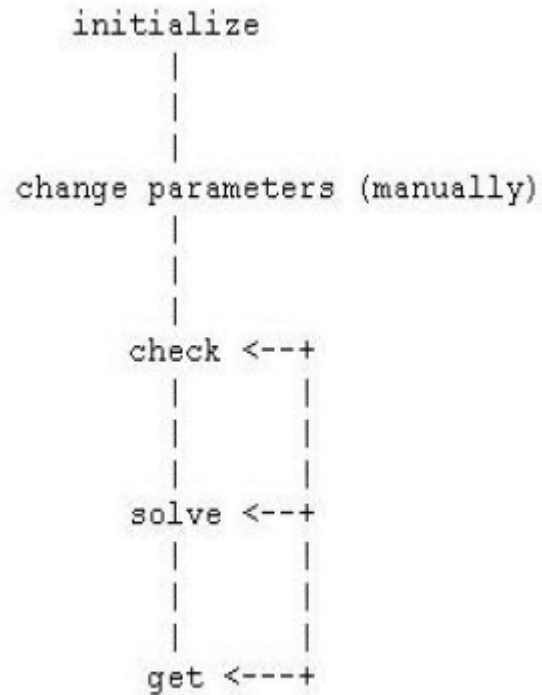 initialize
|
|
|
change parameters (manually)
|
|
|
check <---+
| |
| |
| |
solve <---+
| |
| |
| |
get <----+